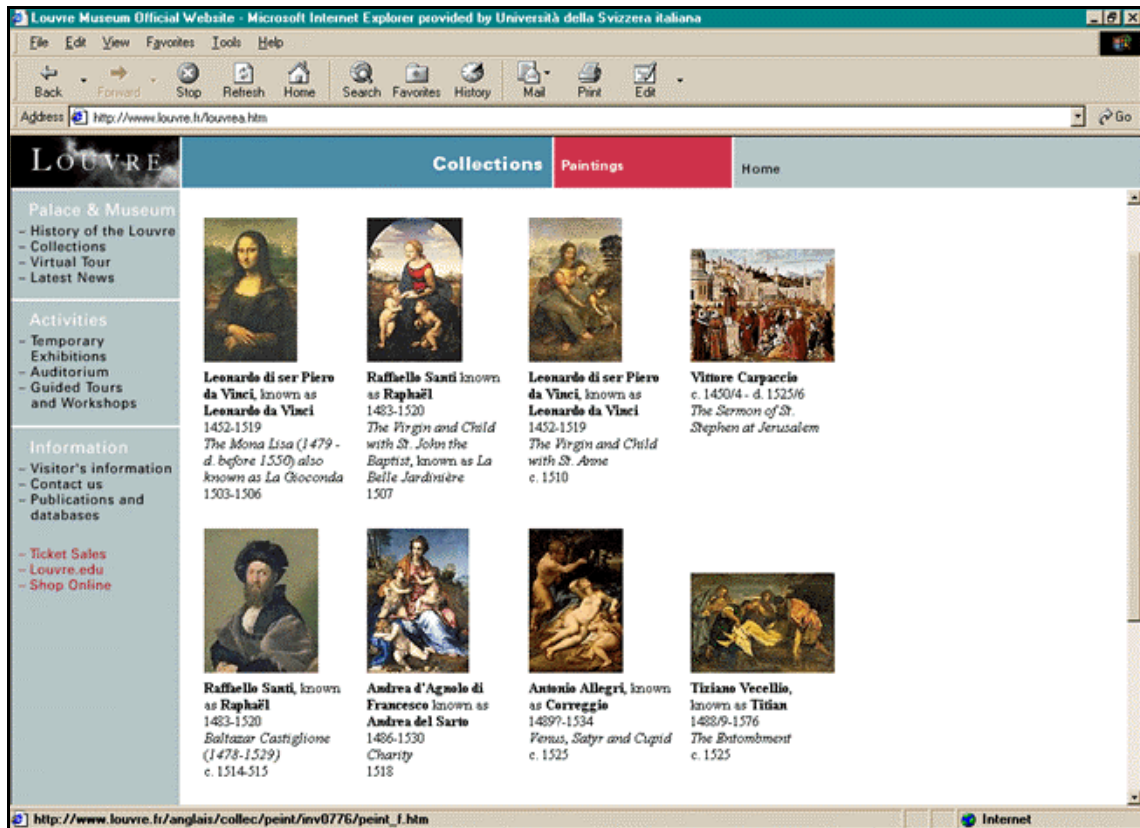 Louvre Museum Official Website - Microsoft Internet Explorer provided by Università della Svizzera italiana
File Edit View Favorites Tools Help
Back Forward Stop Refresh Home Search Favorites History Mail Print Edit
Address http://www.louvre.fr/louvrea.htm Go
LOUVRE Collections Paintings Home
Palace & Museum
– History of the Louvre
– Collections
– Virtual Tour
– Latest News
Activities
– Temporary
Exhibitions
– Auditorium
– Guided Tours
and Workshops
Information
– Visitor's information
– Contact us
– Publications and
databases
– Ticket Sales
– Louvre.edu
– Shop Online
Leonardo di ser Piero
da Vinci, known as
Leonardo da Vinci
1452-1519
The Mona Lisa (1479 -
d. before 1550) also
known as La Gioconda
1503-1506
Raffaello Santi known
as Raphaël
1483-1520
The Virgin and Child
with St. John the
Baptist, known as La
Belle Jardinière
1507
Leonardo di ser Piero
da Vinci, known as
Leonardo da Vinci
1452-1519
The Virgin and Child
with St. Anne
c. 1510
Vittore Carpaccio
c. 1450/4 - d. 1525/6
The Sermon of St.
Stephen at Jerusalem
Raffaello Santi, known
as Raphaël
1483-1520
Baltazar Castiglione
(1478-1529)
c. 1514-515
Andrea d'Agnolo di
Francesco known as
Andrea del Sarto
1486-1530
Charity
1518
Antonio Allegri, known
as Correggio
1489?-1534
Venus, Satyr and Cupid
c. 1525
Tiziano Vecellio,
known as Titian
1488/9-1576
The Entombment
c. 1525
http://www.louvre.fr/anglais/collec/peint/inv0776/peint_f.htm Internet